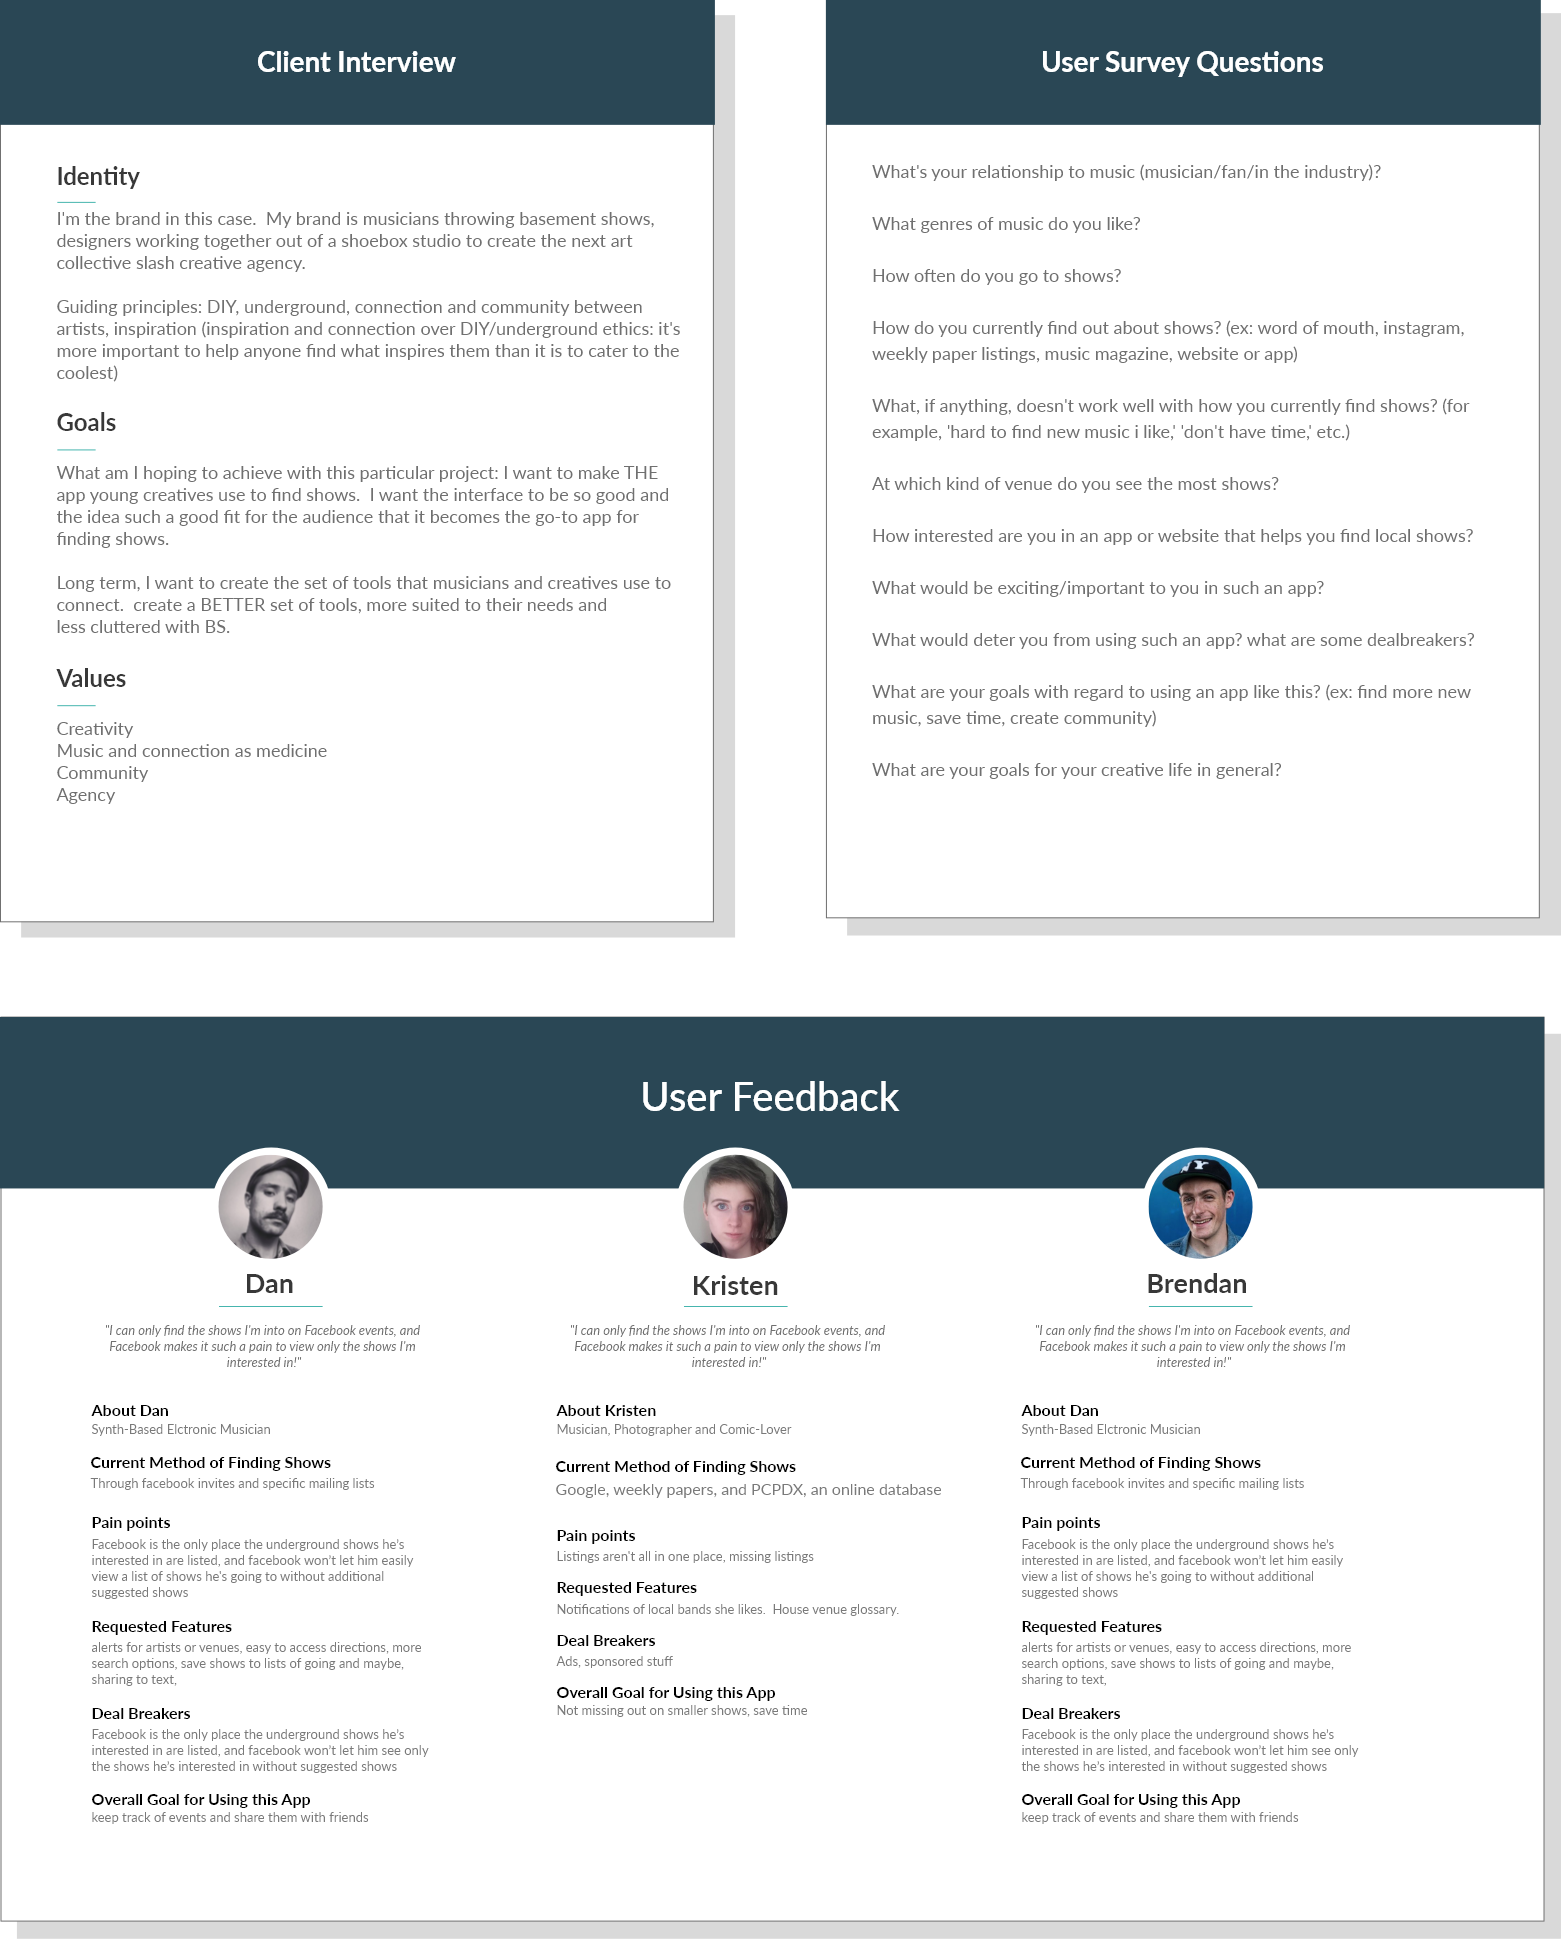 Client Interview
Identity
I'm the brand in this case.  My brand is musicians throwing basement shows,
designers working together out of a shoebox studio to create the next art
collective slash creative agency.
Guiding principles: DIY, underground, connection and community between
artists, inspiration (inspiration and connection over DIY/underground ethics: it's
more important to help anyone find what inspires them than it is to cater to the
coolest)
Goals
What am I hoping to achieve with this particular project: I want to make THE
app young creatives use to find shows.  I want the interface to be so good and
the idea such a good fit for the audience that it becomes the go-to app for
finding shows.
Long term, I want to create the set of tools that musicians and creatives use to
connect.  create a BETTER set of tools, more suited to their needs and
less cluttered with BS.
Values
Creativity
Music and connection as medicine
Community
Agency
User Survey Questions
What's your relationship to music (musician/fan/in the industry)?
What genres of music do you like?
How often do you go to shows?
How do you currently find out about shows? (ex: word of mouth, instagram,
weekly paper listings, music magazine, website or app)
What, if anything, doesn't work well with how you currently find shows? (for
example, 'hard to find new music i like,' 'don't have time,' etc.)
At which kind of venue do you see the most shows?
How interested are you in an app or website that helps you find local shows?
What would be exciting/important to you in such an app?
What would deter you from using such an app? what are some dealbreakers?
What are your goals with regard to using an app like this? (ex: find more new
music, save time, create community)
What are your goals for your creative life in general?
User Feedback
Dan
"I can only find the shows I'm into on Facebook events, and
Facebook makes it such a pain to view only the shows I'm
interested in!"
About Dan
Synth-Based Elctronic Musician
Current Method of Finding Shows
Through facebook invites and specific mailing lists
Pain points
Facebook is the only place the underground shows he's
interested in are listed, and facebook won't let him easily
view a list of shows he's going to without additional
suggested shows
Requested Features
alerts for artists or venues, easy to access directions, more
search options, save shows to lists of going and maybe,
sharing to text,
Deal Breakers
Facebook is the only place the underground shows he's
interested in are listed, and facebook won't let him see only
the shows he's interested in without suggested shows
Overall Goal for Using this App
keep track of events and share them with friends
Kristen
"I can only find the shows I'm into on Facebook events, and
Facebook makes it such a pain to view only the shows I'm
interested in!"
About Kristen
Musician, Photographer and Comic-Lover
Current Method of Finding Shows
Google, weekly papers, and PCPDX, an online database
Pain points
Listings aren't all in one place, missing listings
Requested Features
Notifications of local bands she likes.  House venue glossary.
Deal Breakers
Ads, sponsored stuff
Overall Goal for Using this App
Not missing out on smaller shows, save time
NY
Brendan
"I can only find the shows I'm into on Facebook events, and
Facebook makes it such a pain to view only the shows I'm
interested in!"
About Dan
Synth-Based Elctronic Musician
Current Method of Finding Shows
Through facebook invites and specific mailing lists
Pain points
Facebook is the only place the underground shows he's
interested in are listed, and facebook won't let him easily
view a list of shows he's going to without additional
suggested shows
Requested Features
alerts for artists or venues, easy to access directions, more
search options, save shows to lists of going and maybe,
sharing to text,
Deal Breakers
Facebook is the only place the underground shows he's
interested in are listed, and facebook won't let him see only
the shows he's interested in without suggested shows
Overall Goal for Using this App
keep track of events and share them with friends